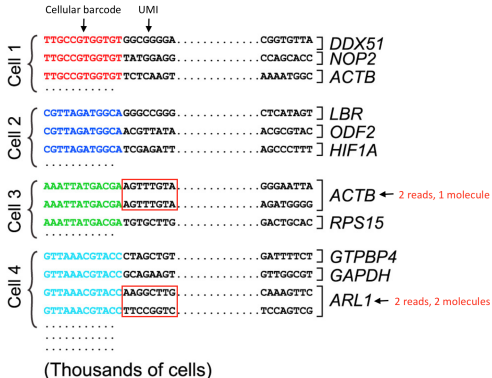 Cellular barcode UMI
Cell 1
TTGCCGTGGTGTGGCGGGGA....................CGGTGTTA DDX51
TTGCCGTGGTGTTATGGAGG....................CCAGCACC NOP2
TTGCCGTGGTGTTCTCAAGT....................AAAATGGC ACTB
Cell 2
CGTTAGATGGCAGGGCCGGG....................CTCATAGT LBR
CGTTAGATGGCAACGTTATA....................ACGCGTAC ODF2
CGTTAGATGGCATCGAGATT....................AGCCCTTT HIF1A
Cell 3
AAATTATGACGAAGTTTGTA....................GGGAATTA
ACTB 2 reads, 1 molecule
AAATTATGACGAAGTTTGTA....................AGATGGGG
AAATTATGACGATGTGCTTG....................GACTGCAC RPS15
Cell 4
GTTAAACGTACCCTAGCTGT....................GATTTTCT GTPBP4
GTTAAACGTACCGCAGAAGT....................GTTGGCGT GAPDH
GTTAAACGTACCAAGGCTTG....................CAAAGTTC
ARL1 2 reads, 2 molecules
GTTAAACGTACCTTCCGGTC....................TCCAGTCG
(Thousands of cells)